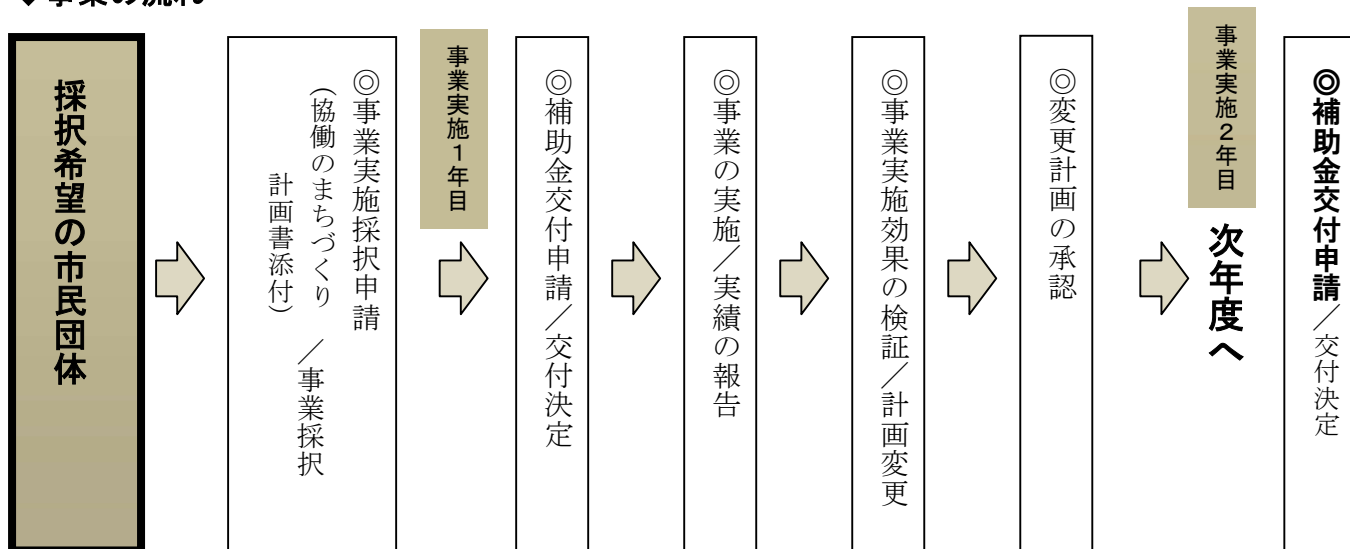 ◆事業の流れ
採択希望の市民団体
◎事業実施採択申請
(協働のまちづくり ／事業採択
計画書添付)
事業実施１年目
◎補助金交付申請／交付決定
◎事業の実施／実績の報告
◎事業実施効果の検証／計画変更
◎変更計画の承認
事業実施２年目
次年度へ
◎補助金交付申請／交付決定